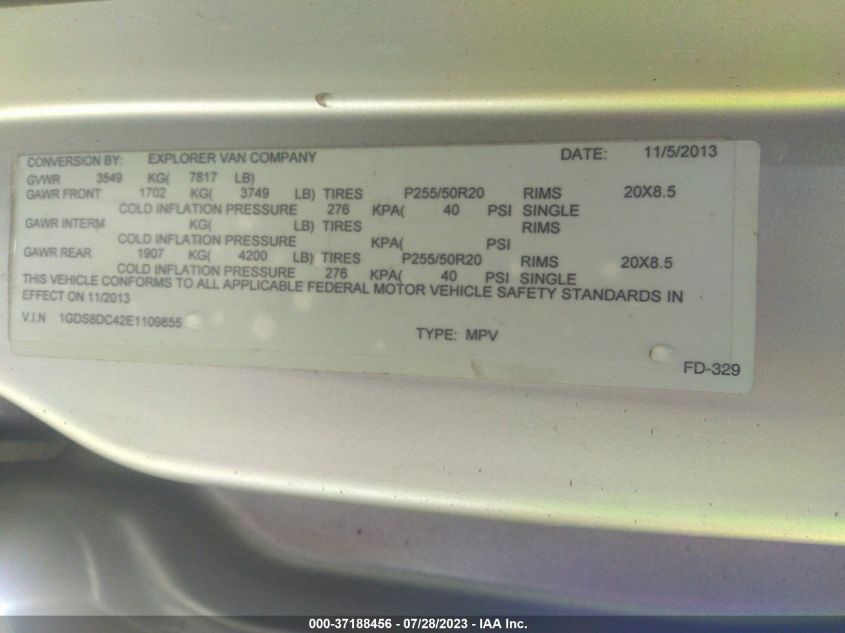 CONVERSION BY: EXPLORER VAN COMPANY DATE: 11/5/2013
GVWR 3549 KG( 7817 LB)
GAWR FRONT 1702 KG( 3749 LB) TIRES P255/50R20 RIMS 20X8.5
COLD INFLATION PRESSURE 276 KPA( 40 PSI SINGLE
GAWR INTERM KG( LB) TIRES RIMS
COLD INFLATION PRESSURE KPA( PSI
GAWR REAR 1907 KG( 4200 LB) TIRES P255/50R20 RIMS 20X8.5
COLD INFLATION PRESSURE 276 KPA( 40 PSI SINGLE
THIS VEHICLE CONFORMS TO ALL APPLICABLE FEDERAL MOTOR VEHICLE SAFETY STANDARDS IN
EFFECT ON 11/2013
V.I.N 1GDS8DC42E1109855
TYPE: MPV
FD-329
000-37188456 - 07/28/2023 - IAA Inc.